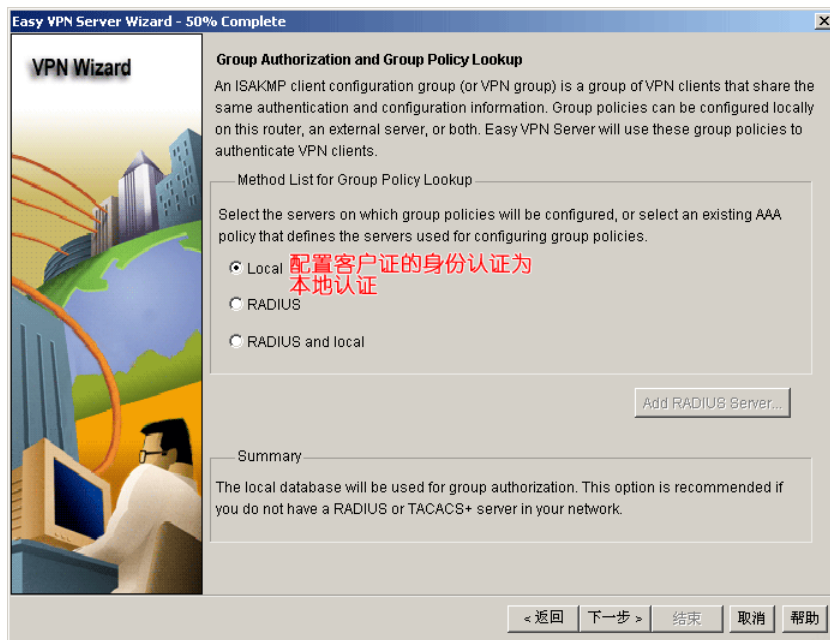 Easy VPN Server Wizard - 50% Complete
VPN Wizard
Group Authorization and Group Policy Lookup
An ISAKMP client configuration group (or VPN group) is a group of VPN clients that share the
same authentication and configuration information. Group policies can be configured locally
on this router, an external server, or both. Easy VPN Server will use these group policies to
authenticate VPN clients.
Method List for Group Policy Lookup
Select the servers on which group policies will be configured, or select an existing AAA
policy that defines the servers used for configuring group policies.
Local 配置客户证的身份认证为
本地认证
RADIUS
RADIUS and local
Add RADIUS Server...
Summary
The local database will be used for group authorization. This option is recommended if
you do not have a RADIUS or TACACS+ server in your network.
< 返回
下一步 >
结束
取消
帮助